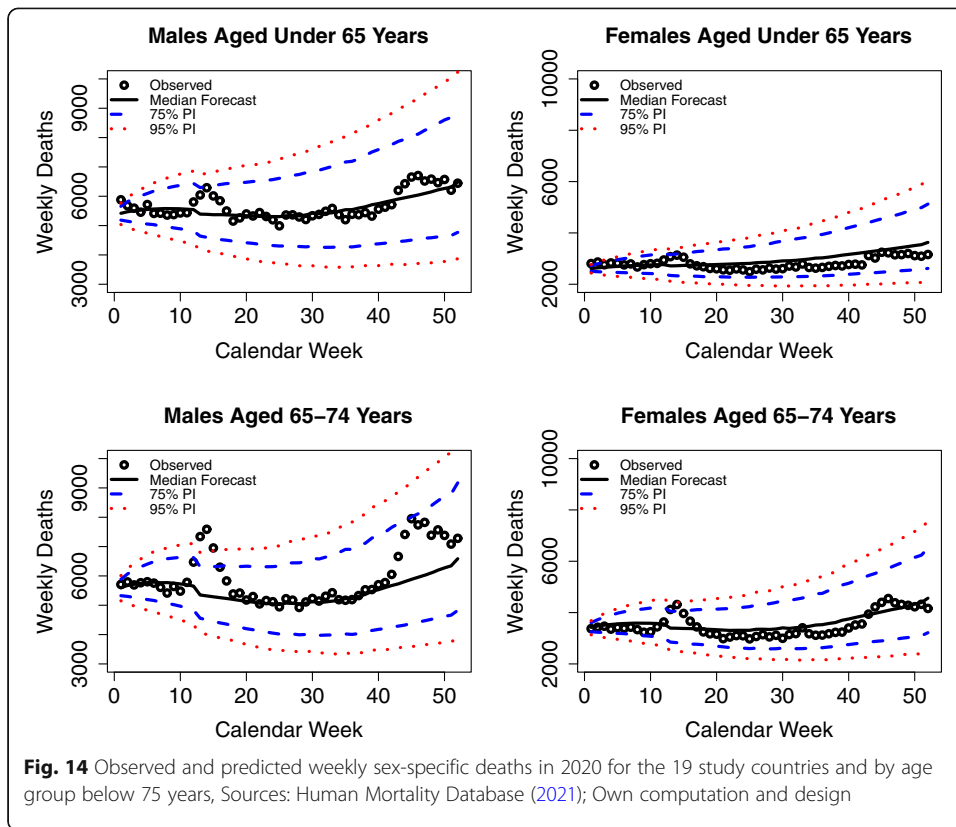 Males Aged Under 65 Years
Observed
Median Forecast
75% PI
95% PI
Weekly Deaths
3000 6000 9000
0 10 20 30 40 50
Calendar Week
Females Aged Under 65 Years
Observed
Median Forecast
75% PI
95% PI
Weekly Deaths
2000 6000 10000
0 10 20 30 40 50
Calendar Week
Males Aged 65–74 Years
Observed
Median Forecast
75% PI
95% PI
Weekly Deaths
3000 6000 9000
0 10 20 30 40 50
Calendar Week
Females Aged 65–74 Years
Observed
Median Forecast
75% PI
95% PI
Weekly Deaths
2000 6000 10000
0 10 20 30 40 50
Calendar Week
Fig. 14 Observed and predicted weekly sex-specific deaths in 2020 for the 19 study countries and by age
group below 75 years, Sources: Human Mortality Database (2021); Own computation and design